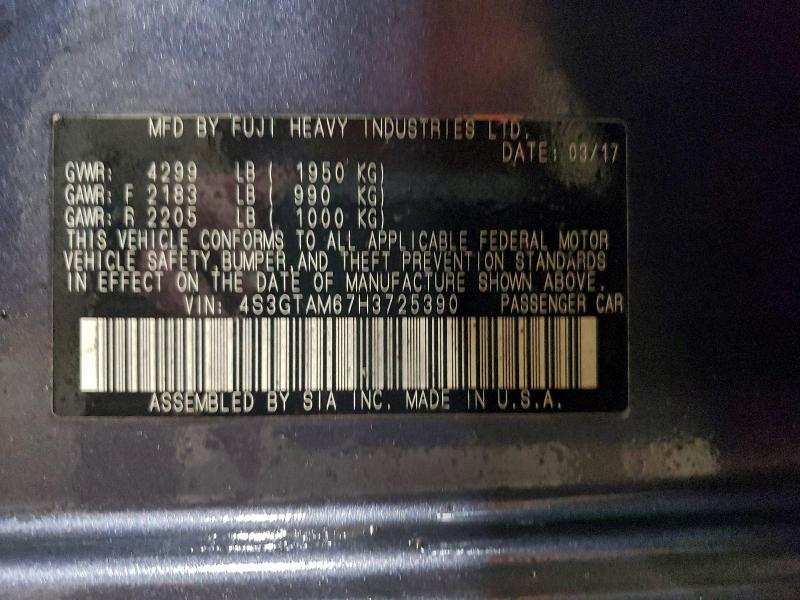 MFD BY FUJI HEAVY INDUSTRIES LTD.
DATE: 03/17
GVWR: 4299 LB ( 1950 KG)
GAWR: F 2183 LB ( 990 KG)
GAWR: R 2205 LB ( 1000 KG)
THIS VEHICLE CONFORMS TO ALL APPLICABLE FEDERAL MOTOR
VEHICLE SAFETY,BUMPER,AND THEFT PREVENTION STANDARDS
IN EFFECT ON THE DATE OF MANUFACTURE SHOWN ABOVE.
VIN: 4S3GTAM67H3725390 PASSENGER CAR
ASSEMBLED BY SIA INC. MADE IN U.S.A.